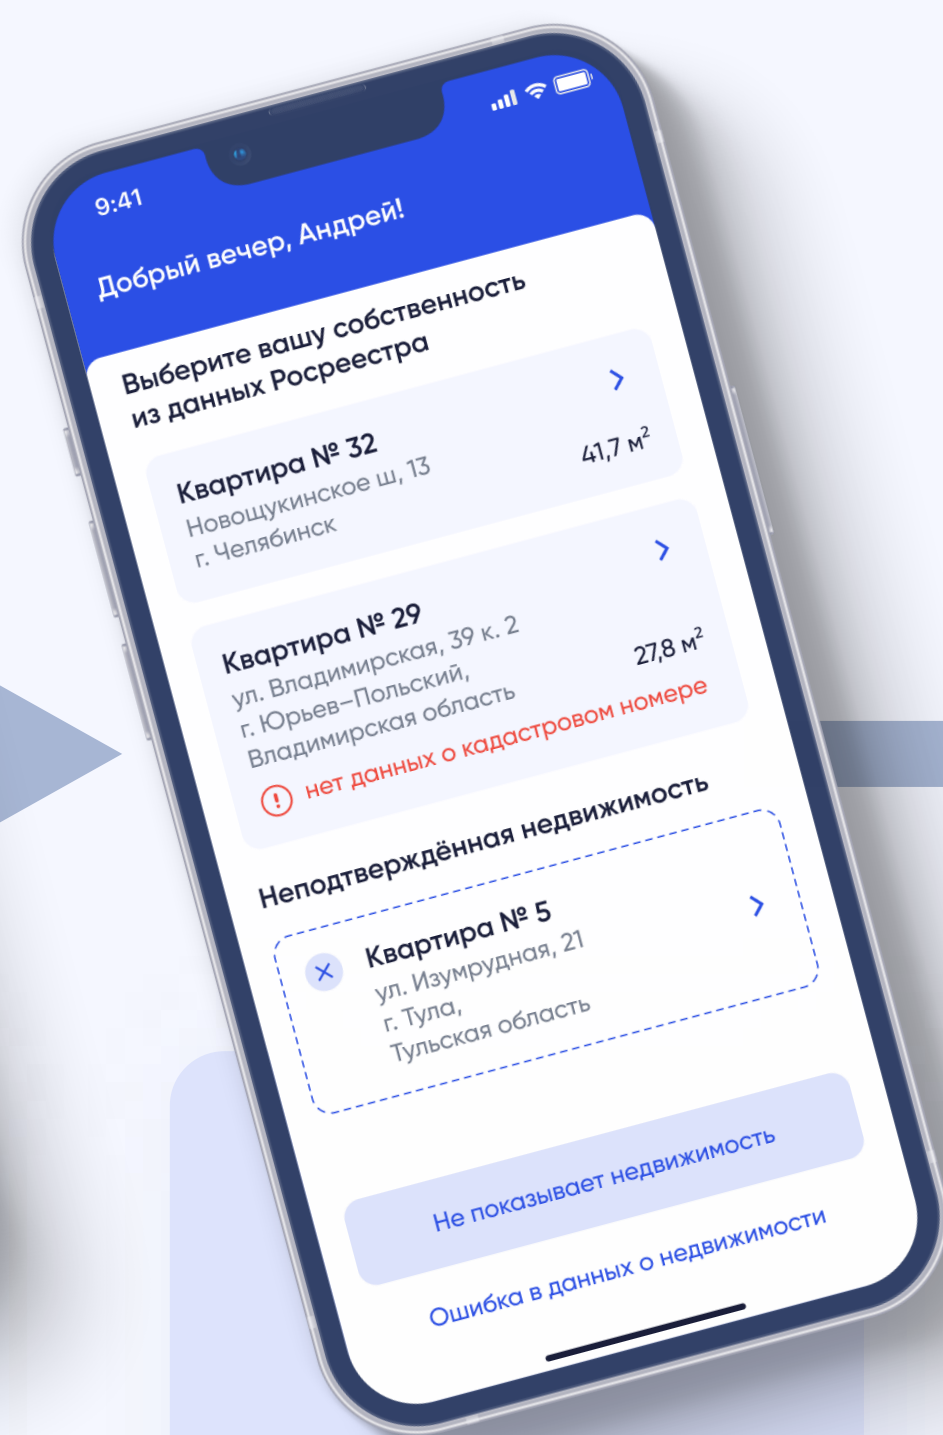 9:41
Добрый вечер, Андрей!
Выберите вашу собственность
из данных Росреестра
Квартира № 32
Новощукинское ш, 13
г. Челябинск
41,7 м²
Квартира № 29
ул. Владимирская, 39 к. 2
г. Юрьев–Польский,
Владимирская область
27,8 м²
нет данных о кадастровом номере
Неподтверждённая недвижимость
Квартира № 5
ул. Изумрудная, 21
г. Тула,
Тульская область
Не показывает недвижимость
Ошибка в данных о недвижимости